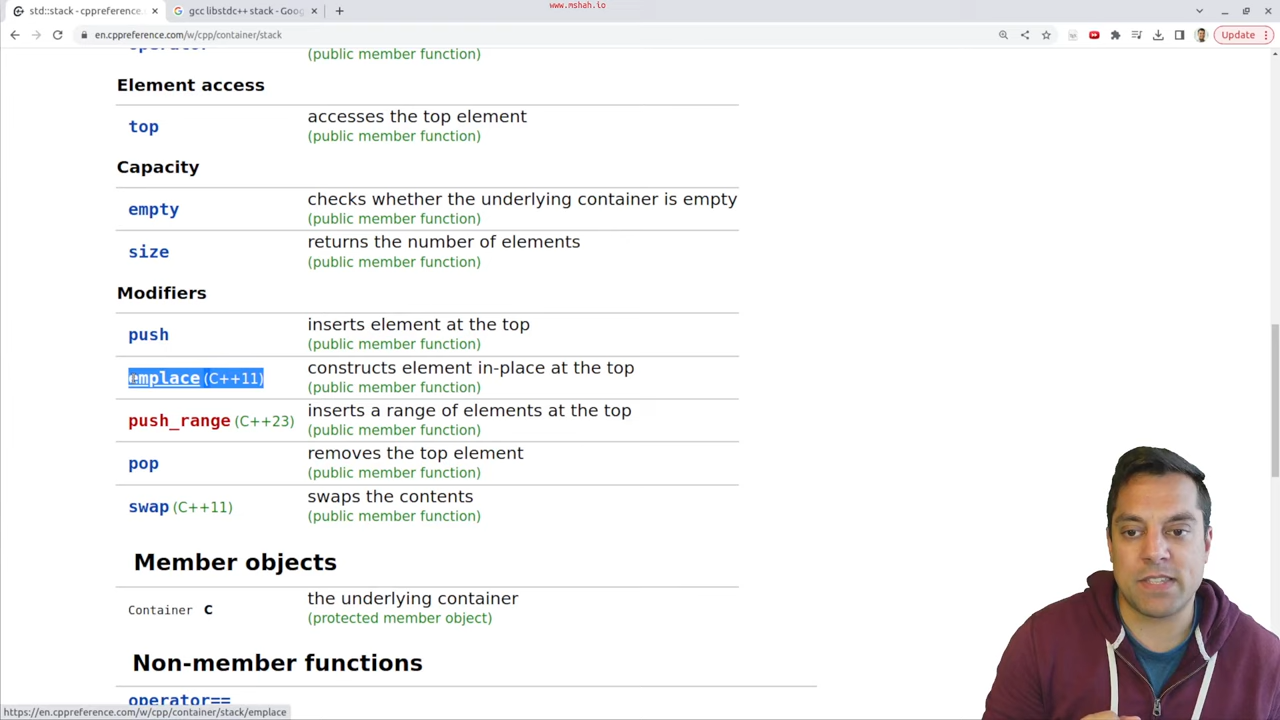 www.mshah.io
std::stack - cppreference.com
gcc libstdc++ stack - Goog
en.cppreference.com/w/cpp/container/stack
Update
(public member function)
Element access
top
accesses the top element
(public member function)
Capacity
empty
checks whether the underlying container is empty
(public member function)
size
returns the number of elements
(public member function)
Modifiers
push
inserts element at the top
(public member function)
emplace (C++11)
constructs element in-place at the top
(public member function)
push_range (C++23)
inserts a range of elements at the top
(public member function)
pop
removes the top element
(public member function)
swap (C++11)
swaps the contents
(public member function)
Member objects
Container C
the underlying container
(protected member object)
Non-member functions
operator==
https://en.cppreference.com/w/cpp/container/stack/emplace